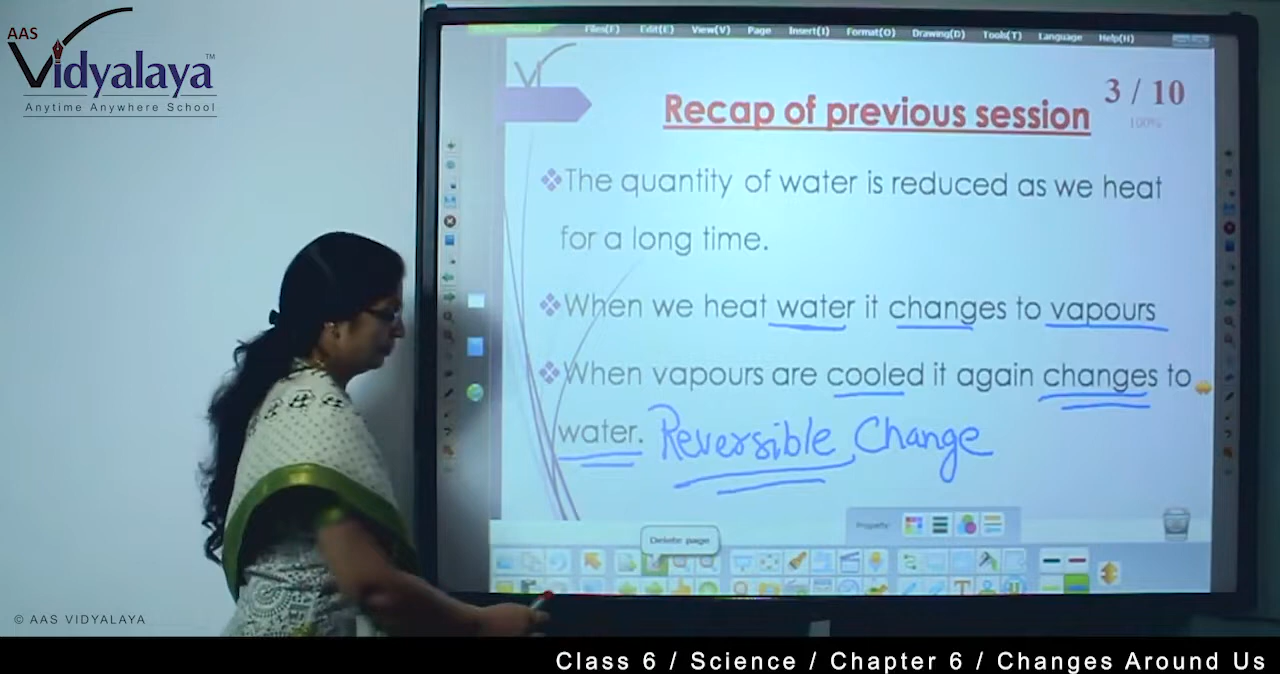 AAS
Vidyalaya™
Anytime Anywhere School
Files(F) Edit(E) View(V) Page Insert(I) Format(O) Drawing(D) Tools(T) Language Help(H)
3 / 10
100%
Recap of previous session
❖The quantity of water is reduced as we heat
for a long time.
❖When we heat water it changes to vapours
❖When vapours are cooled it again changes to
water. Reversible Change
Property:
Delete page
© AAS VIDYALAYA
Class 6 / Science / Chapter 6 / Changes Around Us